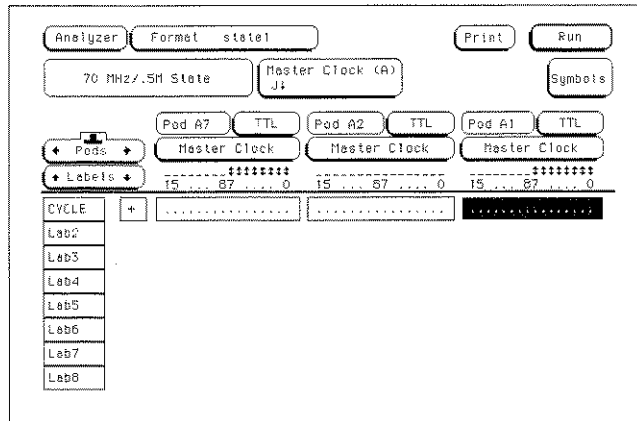 Analyzer Format state1 Print Run
70 MHz/.5M State Master Clock (A) Symbols
J↓
Pod A7 TTL Pod A2 TTL Pod A1 TTL
← Pods → Master Clock Master Clock Master Clock
↑ Labels ↓
15 ... 87 .... 0 15 ... 87 .... 0 15 ... 87 .... 0
CYCLE + ................ ................ ................
Lab2
Lab3
Lab4
Lab5
Lab6
Lab7
Lab8